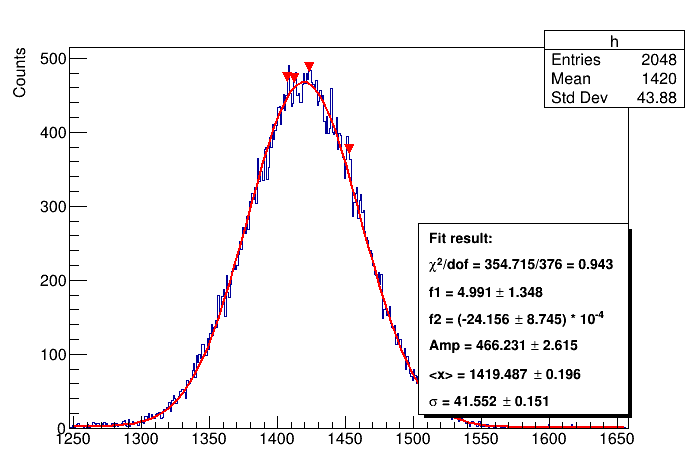 h
Entries 2048
Mean 1420
Std Dev 43.88
Counts
500
400
300
200
100
0
Fit result:
χ²/dof = 354.715/376 = 0.943
f1 = 4.991 ± 1.348
f2 = (-24.156 ± 8.745) * 10⁻⁴
Amp = 466.231 ± 2.615
<x> = 1419.487 ± 0.196
σ = 41.552 ± 0.151
1250 1300 1350 1400 1450 1500 1550 1600 1650